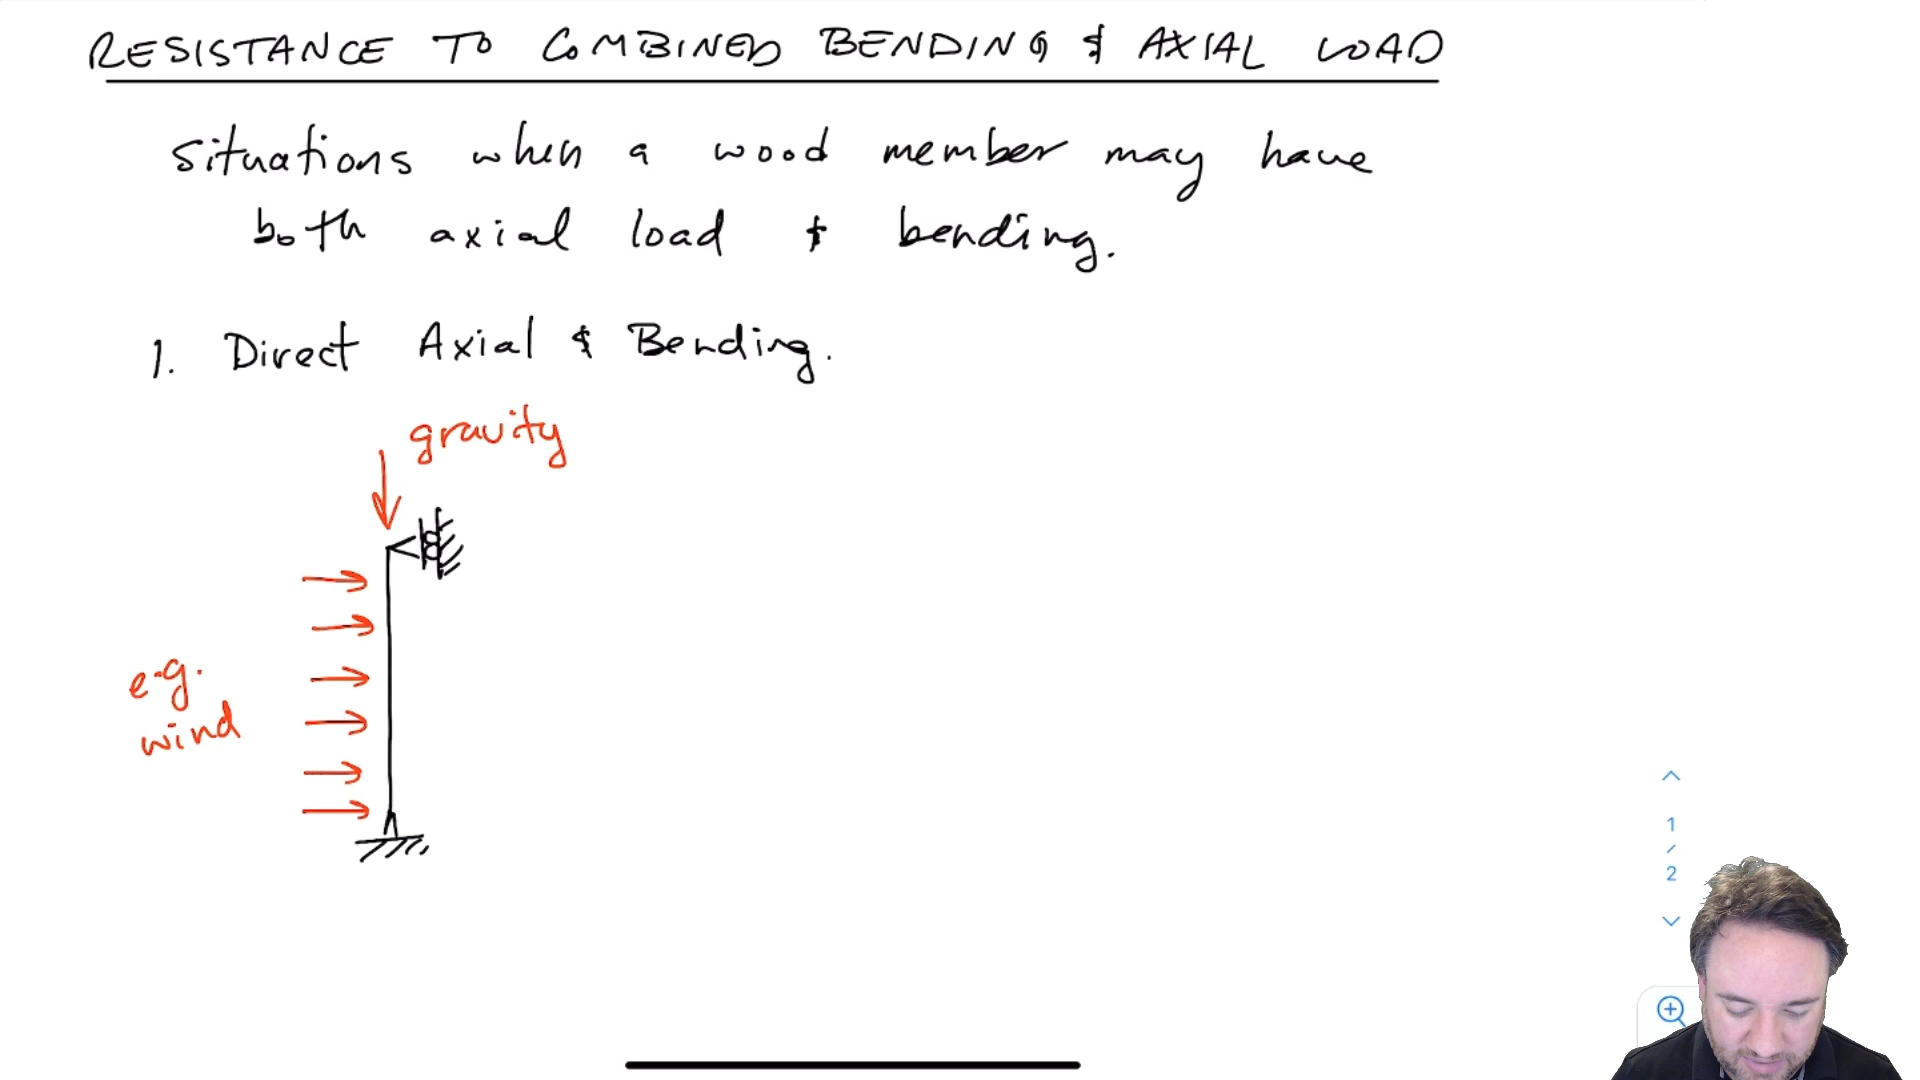 RESISTANCE TO COMBINED BENDING & AXIAL LOAD
situations when a wood member may have
both axial load & bending.
1. Direct Axial & Bending.
gravity
e.g.
wind
1
/
2